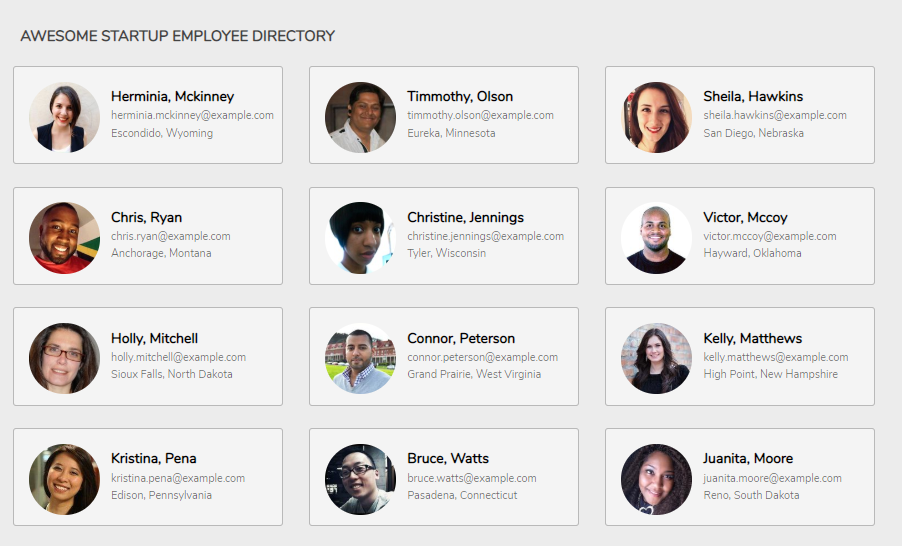 AWESOME STARTUP EMPLOYEE DIRECTORY
Herminia, Mckinney
herminia.mckinney@example.com
Escondido, Wyoming
Timmothy, Olson
timmothy.olson@example.com
Eureka, Minnesota
Sheila, Hawkins
sheila.hawkins@example.com
San Diego, Nebraska
Chris, Ryan
chris.ryan@example.com
Anchorage, Montana
Christine, Jennings
christine.jennings@example.com
Tyler, Wisconsin
Victor, Mccoy
victor.mccoy@example.com
Hayward, Oklahoma
Holly, Mitchell
holly.mitchell@example.com
Sioux Falls, North Dakota
Connor, Peterson
connor.peterson@example.com
Grand Prairie, West Virginia
Kelly, Matthews
kelly.matthews@example.com
High Point, New Hampshire
Kristina, Pena
kristina.pena@example.com
Edison, Pennsylvania
Bruce, Watts
bruce.watts@example.com
Pasadena, Connecticut
Juanita, Moore
juanita.moore@example.com
Reno, South Dakota